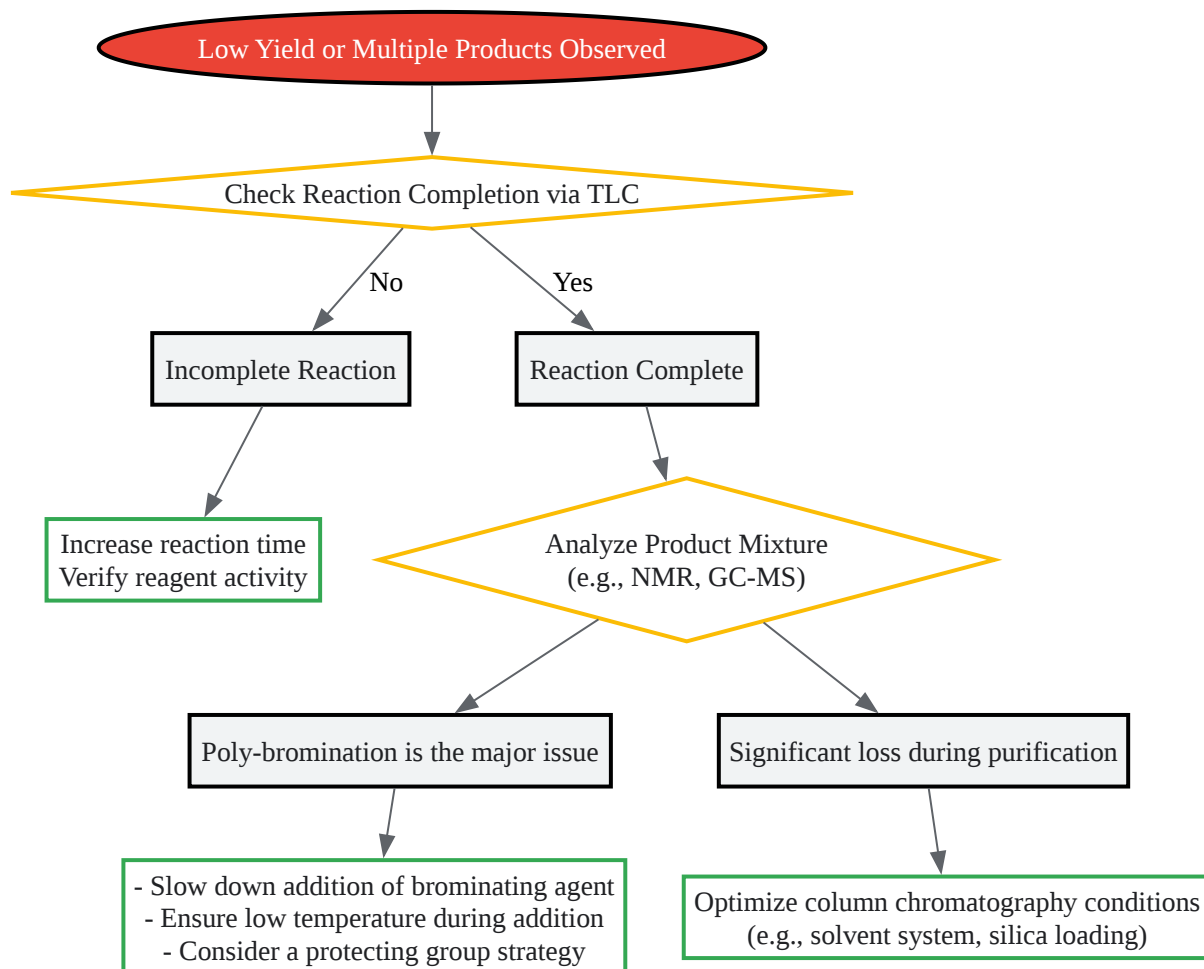 Low Yield or Multiple Products Observed
Check Reaction Completion via TLC
No
Yes
Incomplete Reaction
Reaction Complete
Increase reaction time
Verify reagent activity
Analyze Product Mixture
(e.g., NMR, GC-MS)
Poly-bromination is the major issue
Significant loss during purification
- Slow down addition of brominating agent
- Ensure low temperature during addition
- Consider a protecting group strategy
Optimize column chromatography conditions
(e.g., solvent system, silica loading)